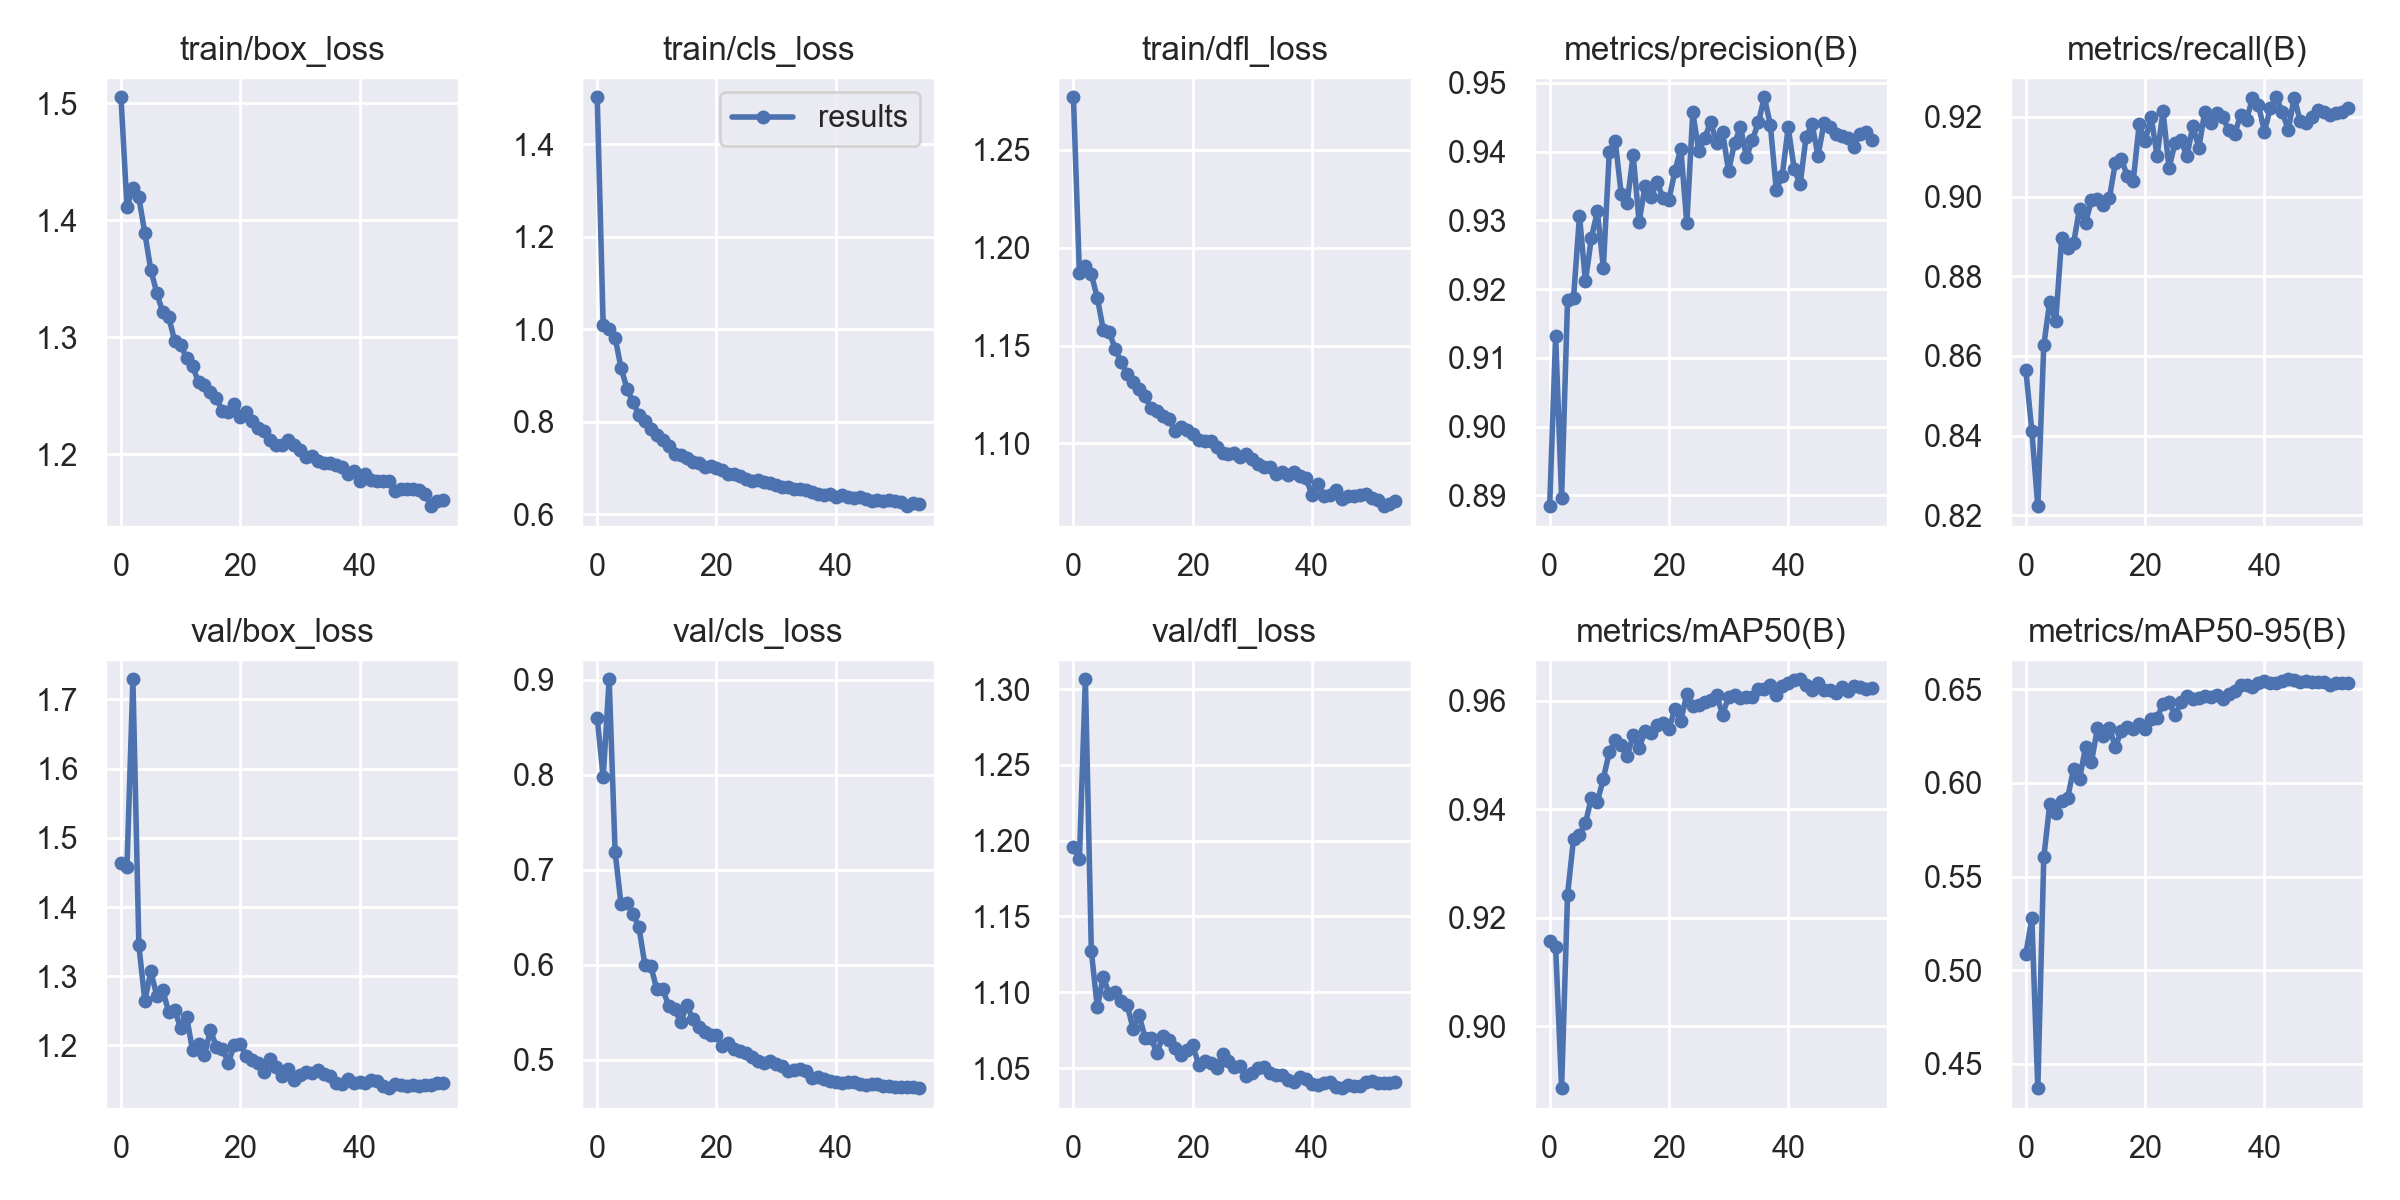 train/box_loss
1.5
1.4
1.3
1.2
0 20 40
train/cls_loss
results
1.4
1.2
1.0
0.8
0.6
0 20 40
train/dfl_loss
1.25
1.20
1.15
1.10
0 20 40
metrics/precision(B)
0.95
0.94
0.93
0.92
0.91
0.90
0.89
0 20 40
metrics/recall(B)
0.92
0.90
0.88
0.86
0.84
0.82
0 20 40
val/box_loss
1.7
1.6
1.5
1.4
1.3
1.2
0 20 40
val/cls_loss
0.9
0.8
0.7
0.6
0.5
0 20 40
val/dfl_loss
1.30
1.25
1.20
1.15
1.10
1.05
0 20 40
metrics/mAP50(B)
0.96
0.94
0.92
0.90
0 20 40
metrics/mAP50-95(B)
0.65
0.60
0.55
0.50
0.45
0 20 40